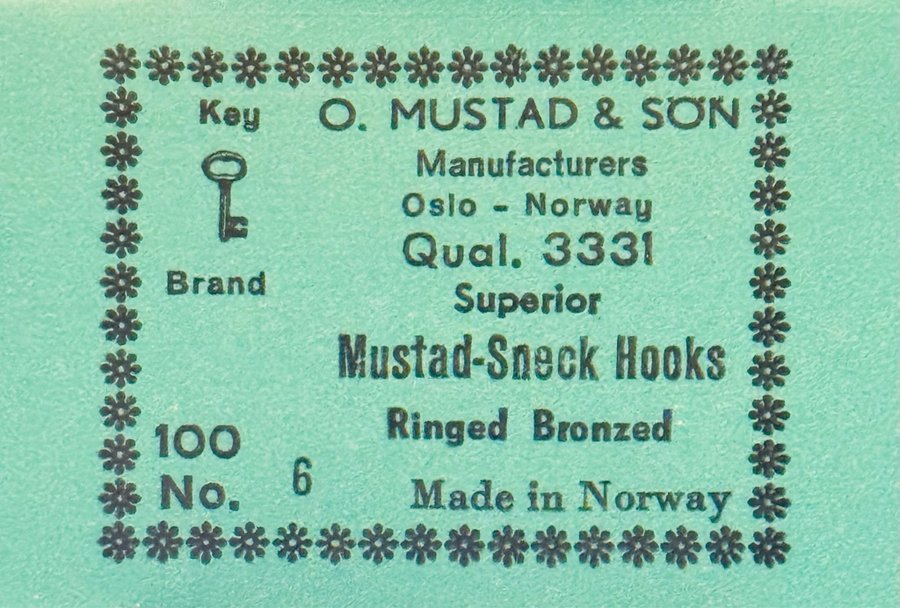 Key
Brand
O. MUSTAD & SÖN
Manufacturers
Oslo - Norway
Qual. 3331
Superior
Mustad-Sneck Hooks
Ringed Bronzed
100
No. 6
Made in Norway